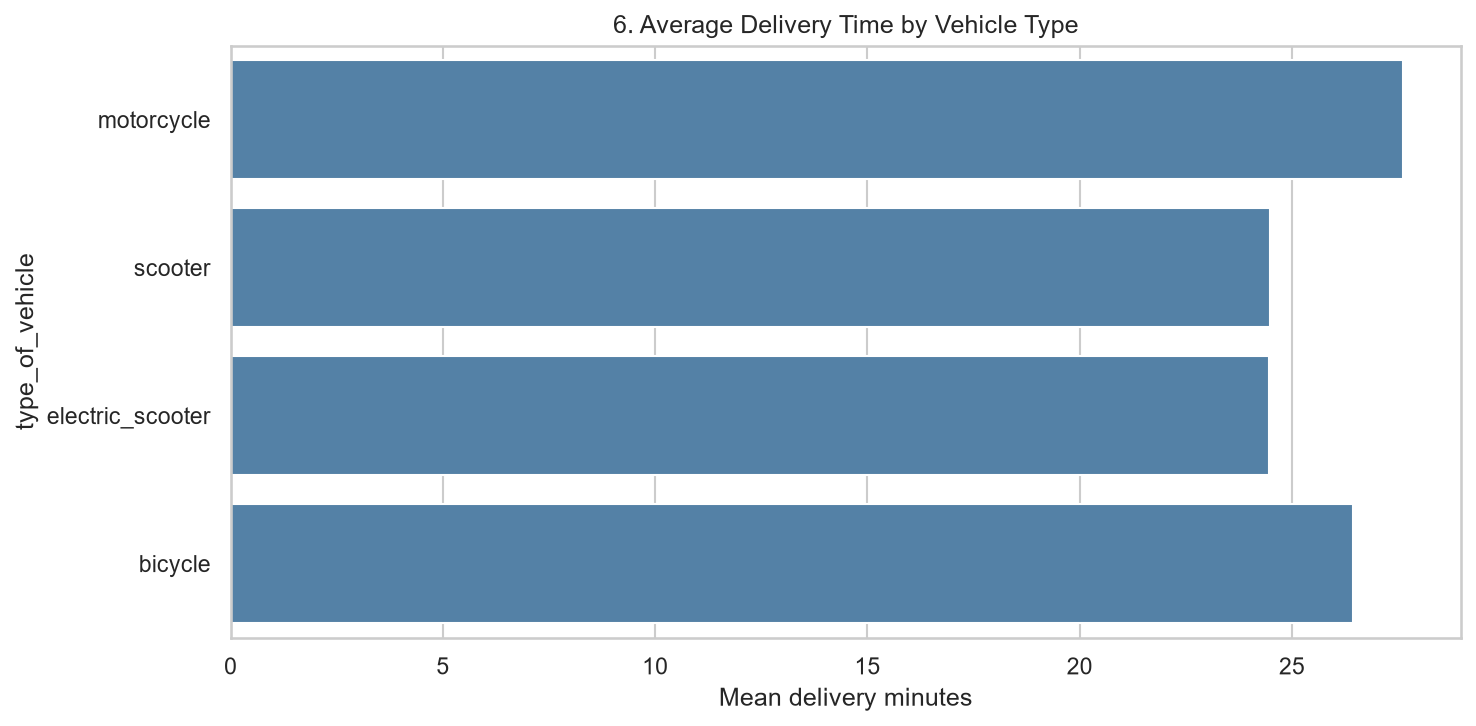 6. Average Delivery Time by Vehicle Type
motorcycle
scooter
electric_scooter
bicycle
type_of_vehicle
0 5 10 15 20 25
Mean delivery minutes